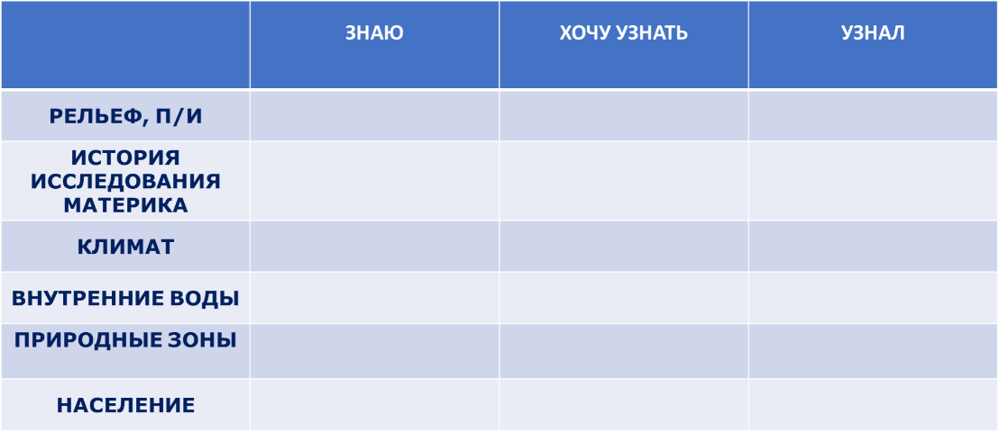 ЗНАЮ
ХОЧУ УЗНАТЬ
УЗНАЛ
РЕЛЬЕФ, П/И
ИСТОРИЯ
ИССЛЕДОВАНИЯ
МАТЕРИКА
КЛИМАТ
ВНУТРЕННИЕ ВОДЫ
ПРИРОДНЫЕ ЗОНЫ
НАСЕЛЕНИЕ